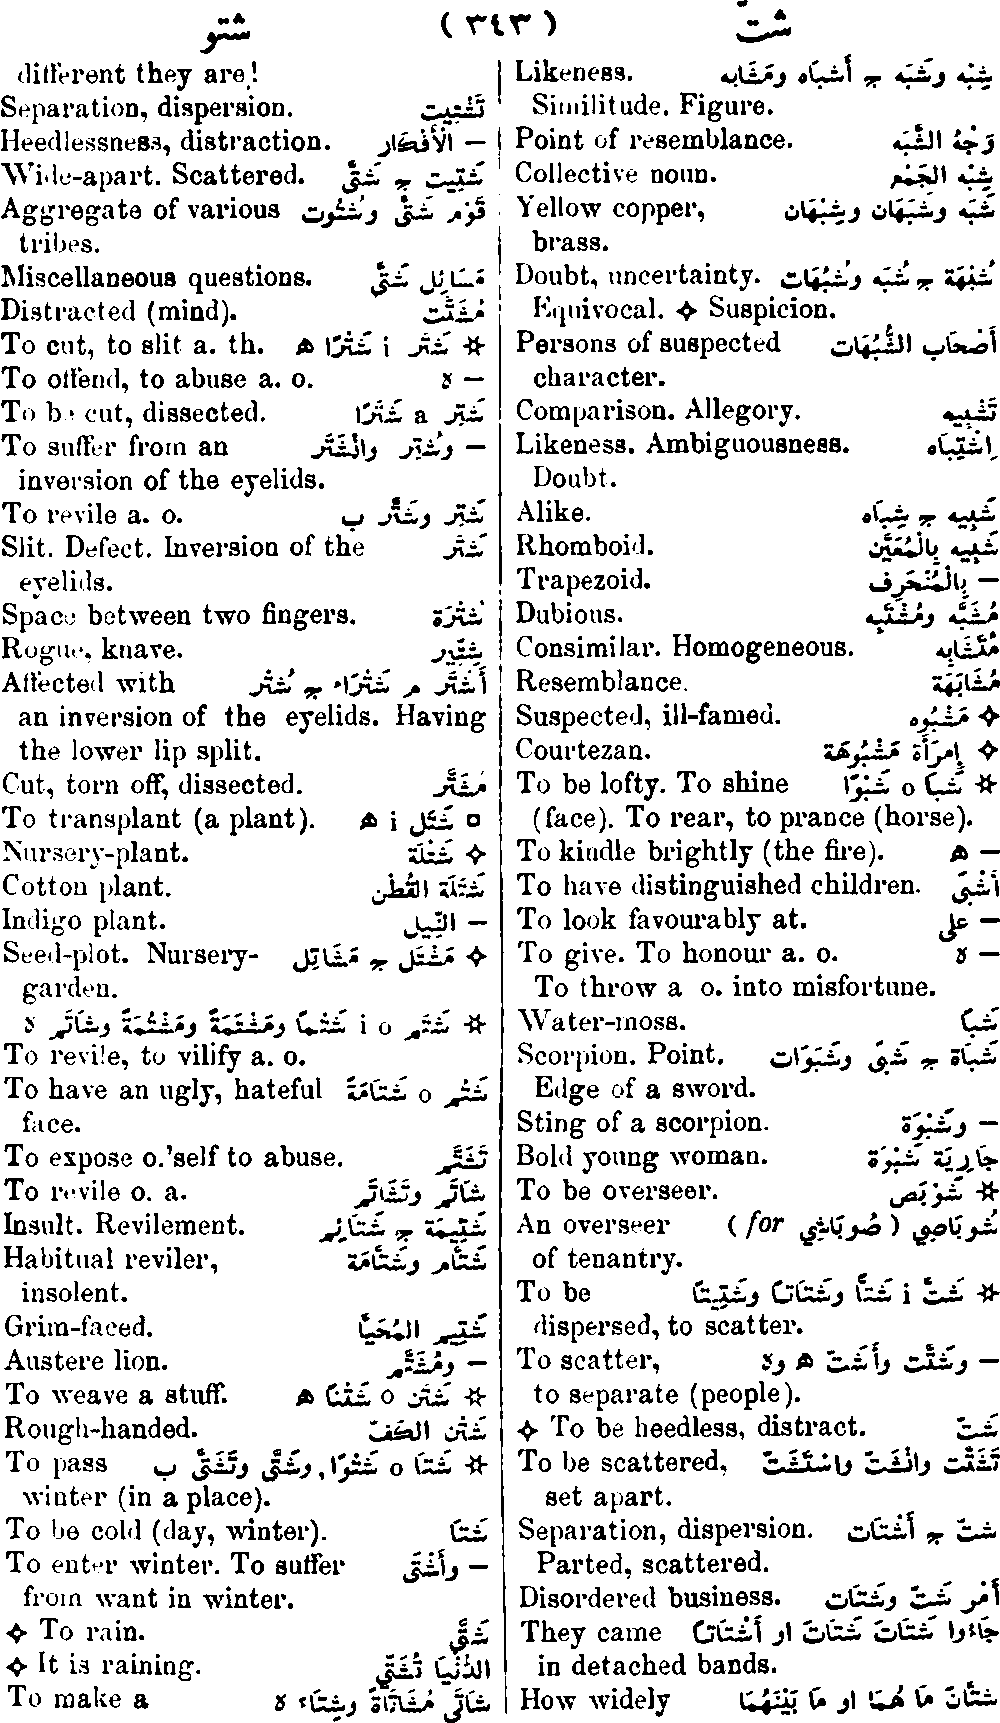 شتّ ( ٣٤٣ ) شتو
Likeness. شِبْه وشَبَه ج أَشْبَاه ومَشَابِه
Similitude. Figure.
Point of resemblance. وَجْهُ الشَّبَه
Collective noun. شِبْه الجَمْع
Yellow copper, شَبَه وشَبَهَان وشِبْهَان
brass.
Doubt, uncertainty. شُبْهَة ج شُبَه وشُبُهَات
Equivocal. ✧ Suspicion.
Persons of suspected أَصْحَاب الشُّبُهَات
character.
Comparison. Allegory. تَشْبِيه
Likeness. Ambiguousness. اِشْتِبَاه
Doubt.
Alike. شَبِيه ج شِبَاه
Rhomboid. شَبِيه بِالْمُعَيَّن
Trapezoid. — بِالْمُنْحَرِف
Dubious. مُشَبَّه ومُشْتَبِه
Consimilar. Homogeneous. مُتَشَابِه
Resemblance. مُشَابَهَة
Suspected, ill-famed. ✧ مَشْبُوه
Courtezan. ✧ إِمرَأَة مَشْبُوهَة
To be lofty. To shine ☆ شَبَا o شَبْوًا
(face). To rear, to prance (horse).
To kindle brightly (the fire). — ه
To have distinguished children. أَشْبَى
To look favourably at. — عَلى
To give. To honour a. o. — لا
To throw a o. into misfortune.
Water-moss. شَبًا
Scorpion. Point. شَبَاة ج شَبًى وشَبَوَات
Edge of a sword.
Sting of a scorpion. — وشَبْوَة
Bold young woman. جَارِيَة شَبْوَة
To be overseer. ☆ شَوْبَص
An overseer (for صُوبَاشِي ) شُوبَاصِي
of tenantry.
To be ☆ شَتَّ i شَتًّا وشَتَاتًا وشَتِيتًا
dispersed, to scatter.
To scatter, — وشَتَّت وأَشَتَّ ه ولا
to separate (people).
✧ To be heedless, distract. شَتّ
To be scattered, تَشَتَّت وانْشَتَّ واسْتَشَتَّ
set apart.
Separation, dispersion. شتّ ج أَشْتَات
Parted, scattered.
Disordered business. أَمْر شَتّ وشَتَات
They came جَاءُوا شَتَاتَ شَتَاتَ او أَشْتَاتًا
in detached bands.
How widely شَتَّانَ مَا هُمَا او مَا بَيْنَهُمَا
different they are!
Separation, dispersion. تَشْتِيت
Heedlessness, distraction. — الأَفْكَار
Wide-apart. Scattered. شَتِيت ج شَتَّى
Aggregate of various قَوْم شَتَّى وشُتُوت
tribes.
Miscellaneous questions. مَسَائِل شَتَّى
Distracted (mind). مُشَتَّت
To cut, to slit a. th. ☆ شَتَر i شَتْرًا ه
To offend, to abuse a. o. — لا
To be cut, dissected. شَتِر a شَتَرًا
To suffer from an — وشُتِر وانْشَتَر
inversion of the eyelids.
To revile a. o. شَتِر وشَتَّر ب
Slit. Defect. Inversion of the شَتَر
eyelids.
Space between two fingers. شُتْرَة
Rogue, knave. شِتِّير
Affected with أَشْتَر م شَتْرَاء ج شُتْر
an inversion of the eyelids. Having
the lower lip split.
Cut, torn off, dissected. مُشَتَّر
To transplant (a plant). □ شَتَل i ه
Nursery-plant. ✧ شَتْلَة
Cotton plant. شَتْلَة القُطْن
Indigo plant. — النِّيل
Seed-plot. Nursery- ✧ مَشْتَل ج مَشَاتِل
garden.
☆ شَتَم i o شَتْمًا ومَشْتَمَةً ومَشْتُمَةً وشَاتَم لا
To revile, to vilify a. o.
To have an ugly, hateful شَتُم o شَتَامَةً
face.
To expose o.'self to abuse. تَشَتَّم
To revile o. a. شَاتَم وتَشَاتَم
Insult. Revilement. شَتِيمَة ج شَتَائِم
Habitual reviler, شَتَّام وشَتَّامَة
insolent.
Grim-faced. شَتِيم المُحَيَّا
Austere lion. — ومُشَتَّم
To weave a stuff. ☆ شَتَن o شَتْنًا ه
Rough-handed. شَتْن الكَفّ
To pass ☆ شَتَا o شَتْوًا, وشَتَّى وتَشَتَّى ب
winter (in a place).
To be cold (day, winter). شَتَا
To enter winter. To suffer — وأَشْتَى
from want in winter.
✧ To rain. شَتَّى
✧ It is raining. الدُّنْيَا تُشَتِّي
To make a شَاتَى مُشَاتَاةً وشِتَاء لا